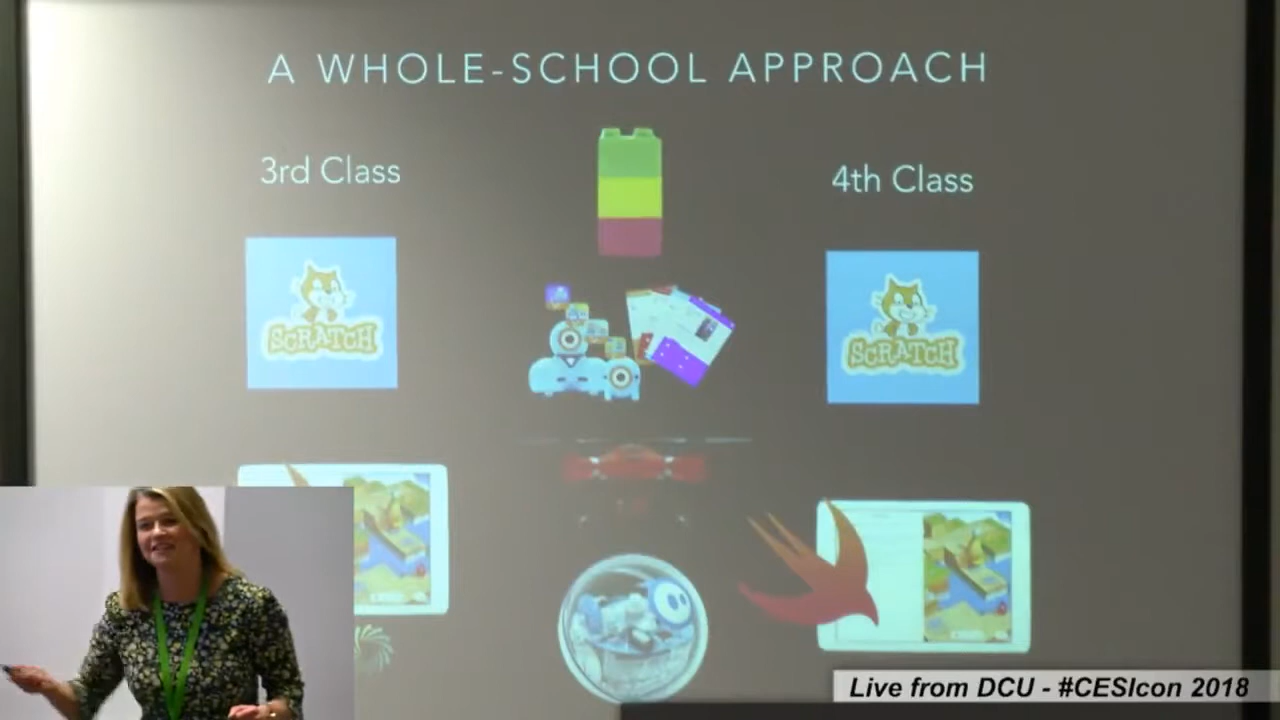 A WHOLE-SCHOOL APPROACH
3rd Class
4th Class
SCRATCH
SCRATCH
Live from DCU - #CESIcon 2018